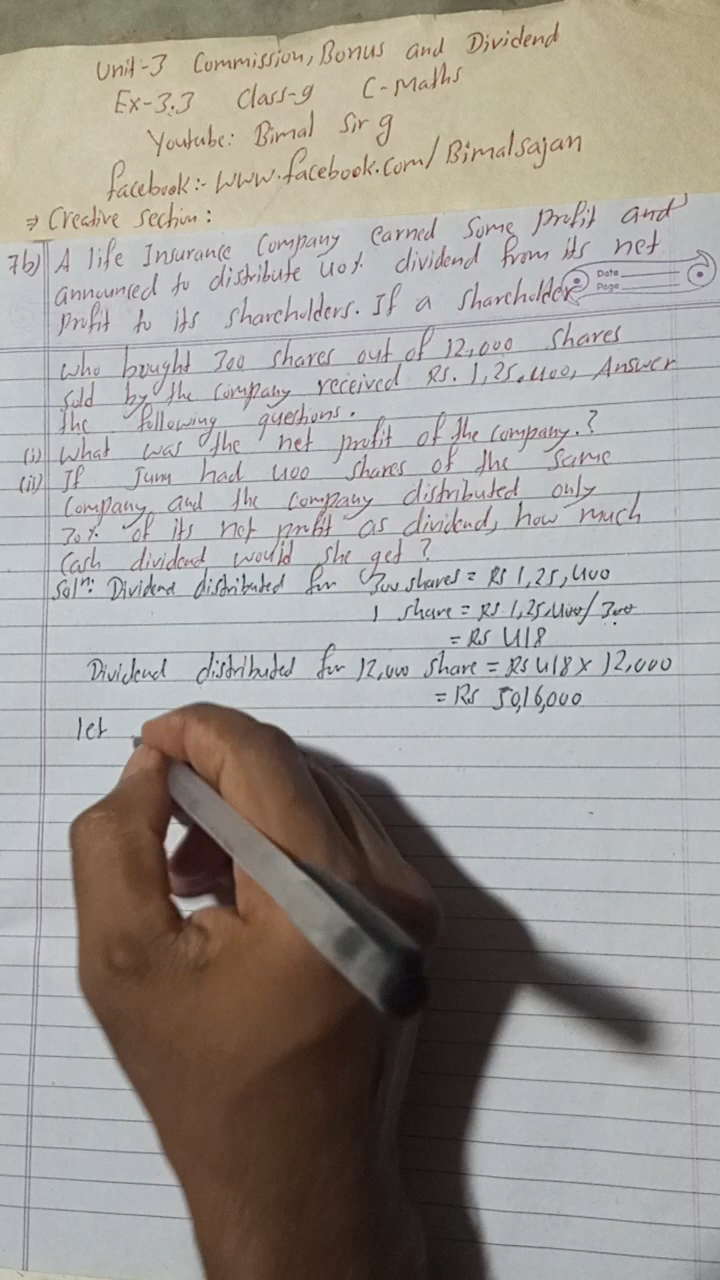 Unit-3 Commission, Bonus and Dividend
Ex-3.3 Class-9 C-Maths
Youtube: Bimal Sir g
facebook:- www.facebook.com/Bimalsajan
⇒ Creative section:
7b) A life Insurance Company earned some profit and
announced to distribute 40% dividend from its net
profit to its shareholders. If a shareholder
Date
Page
who bought 300 shares out of 12,000 shares
sold by the company received Rs. 1,25,400, Answer
the following questions.
(i) What was the net profit of the company.?
(ii) If Jum had 400 shares of the same
Company and the company distributed only
30% of its net profit as dividend, how much
Cash dividend would she get?
Solⁿ: Dividend distributed for 300 shares = Rs 1,25,400
1 share = Rs 1,25,400/300
= Rs 418
Dividend distributed for 12,000 share = Rs 418 × 12,000
= Rs 50,16,000
let